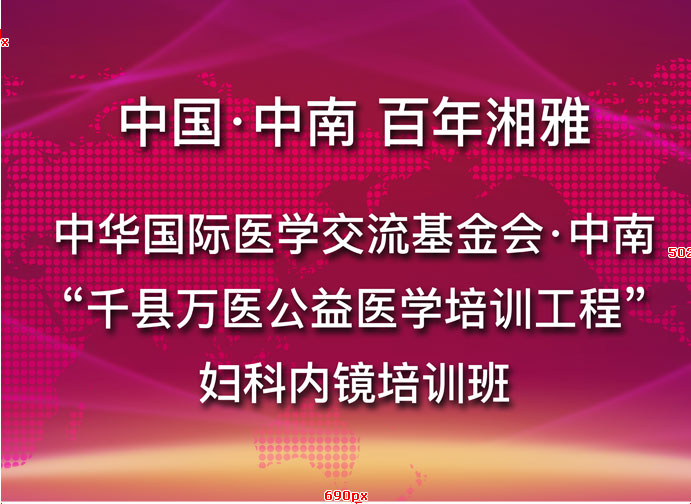 中国·中南 百年湘雅
中华国际医学交流基金会·中南
“千县万医公益医学培训工程”
妇科内镜培训班
690px